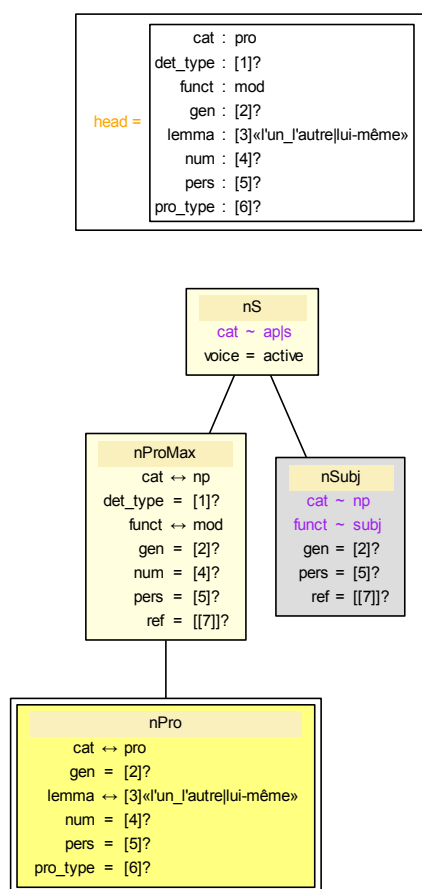 head =
cat : pro
det_type : [1]?
funct : mod
gen : [2]?
lemma : [3]«l'un_l'autre|lui-même»
num : [4]?
pers : [5]?
pro_type : [6]?
nS
cat ~ ap|s
voice = active
nProMax
cat ↔ np
det_type = [1]?
funct ↔ mod
gen = [2]?
num = [4]?
pers = [5]?
ref = [[7]]?
nSubj
cat ~ np
funct ~ subj
gen = [2]?
pers = [5]?
ref = [[7]]?
nPro
cat ↔ pro
gen = [2]?
lemma ↔ [3]«l'un_l'autre|lui-même»
num = [4]?
pers = [5]?
pro_type = [6]?